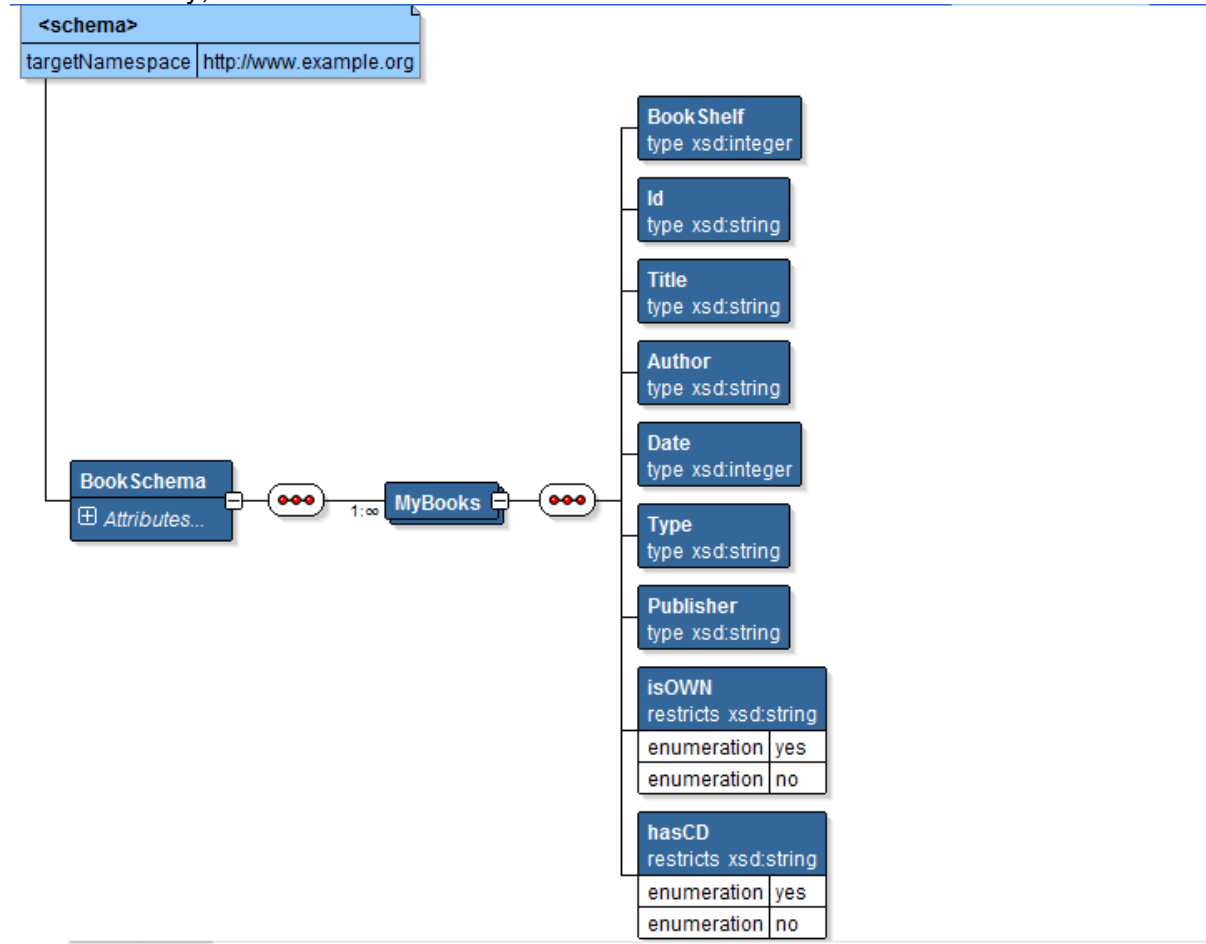 <schema>
targetNamespace http://www.example.org
BookShelf
type xsd:integer
Id
type xsd:string
Title
type xsd:string
Author
type xsd:string
Date
type xsd:integer
BookSchema
Attributes...
1:∞
MyBooks
Type
type xsd:string
Publisher
type xsd:string
isOWN
restricts xsd:string
enumeration yes
enumeration no
hasCD
restricts xsd:string
enumeration yes
enumeration no